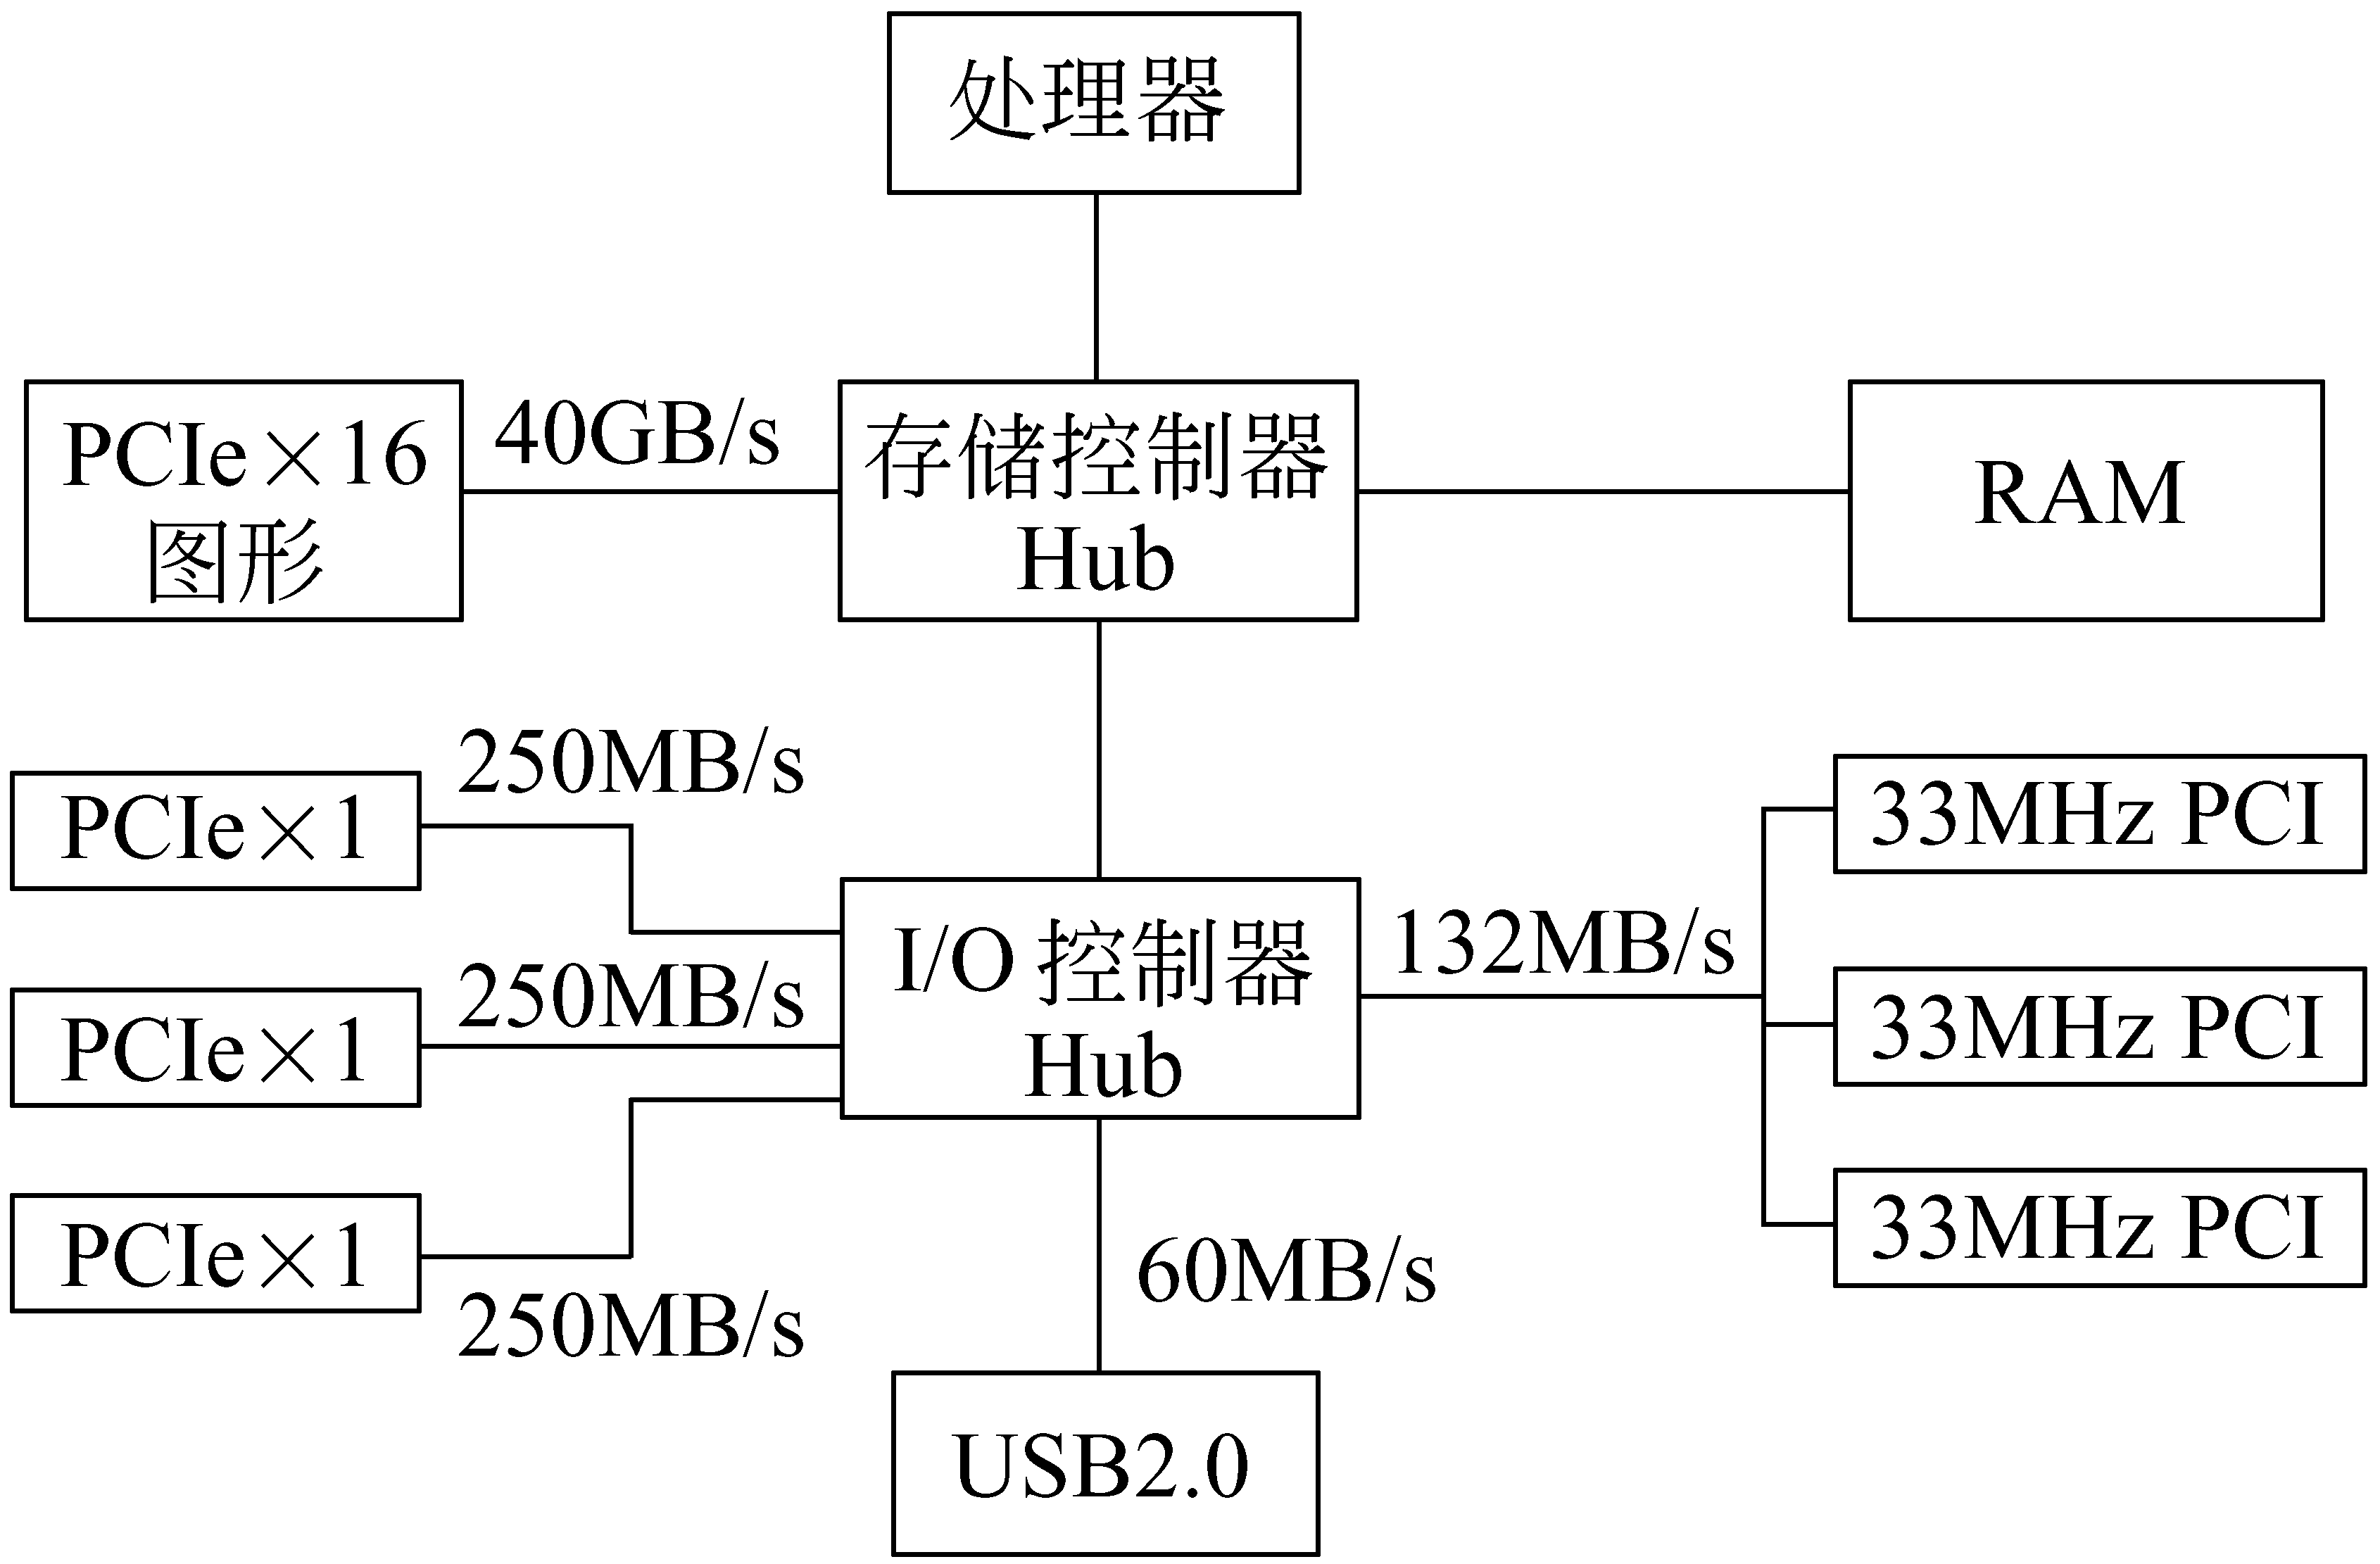 处理器
PCIe×16
图形
40GB/s
存储控制器
Hub
RAM
PCIe×1
250MB/s
PCIe×1
250MB/s
PCIe×1
250MB/s
I/O 控制器
Hub
132MB/s
33MHz PCI
33MHz PCI
33MHz PCI
60MB/s
USB2.0